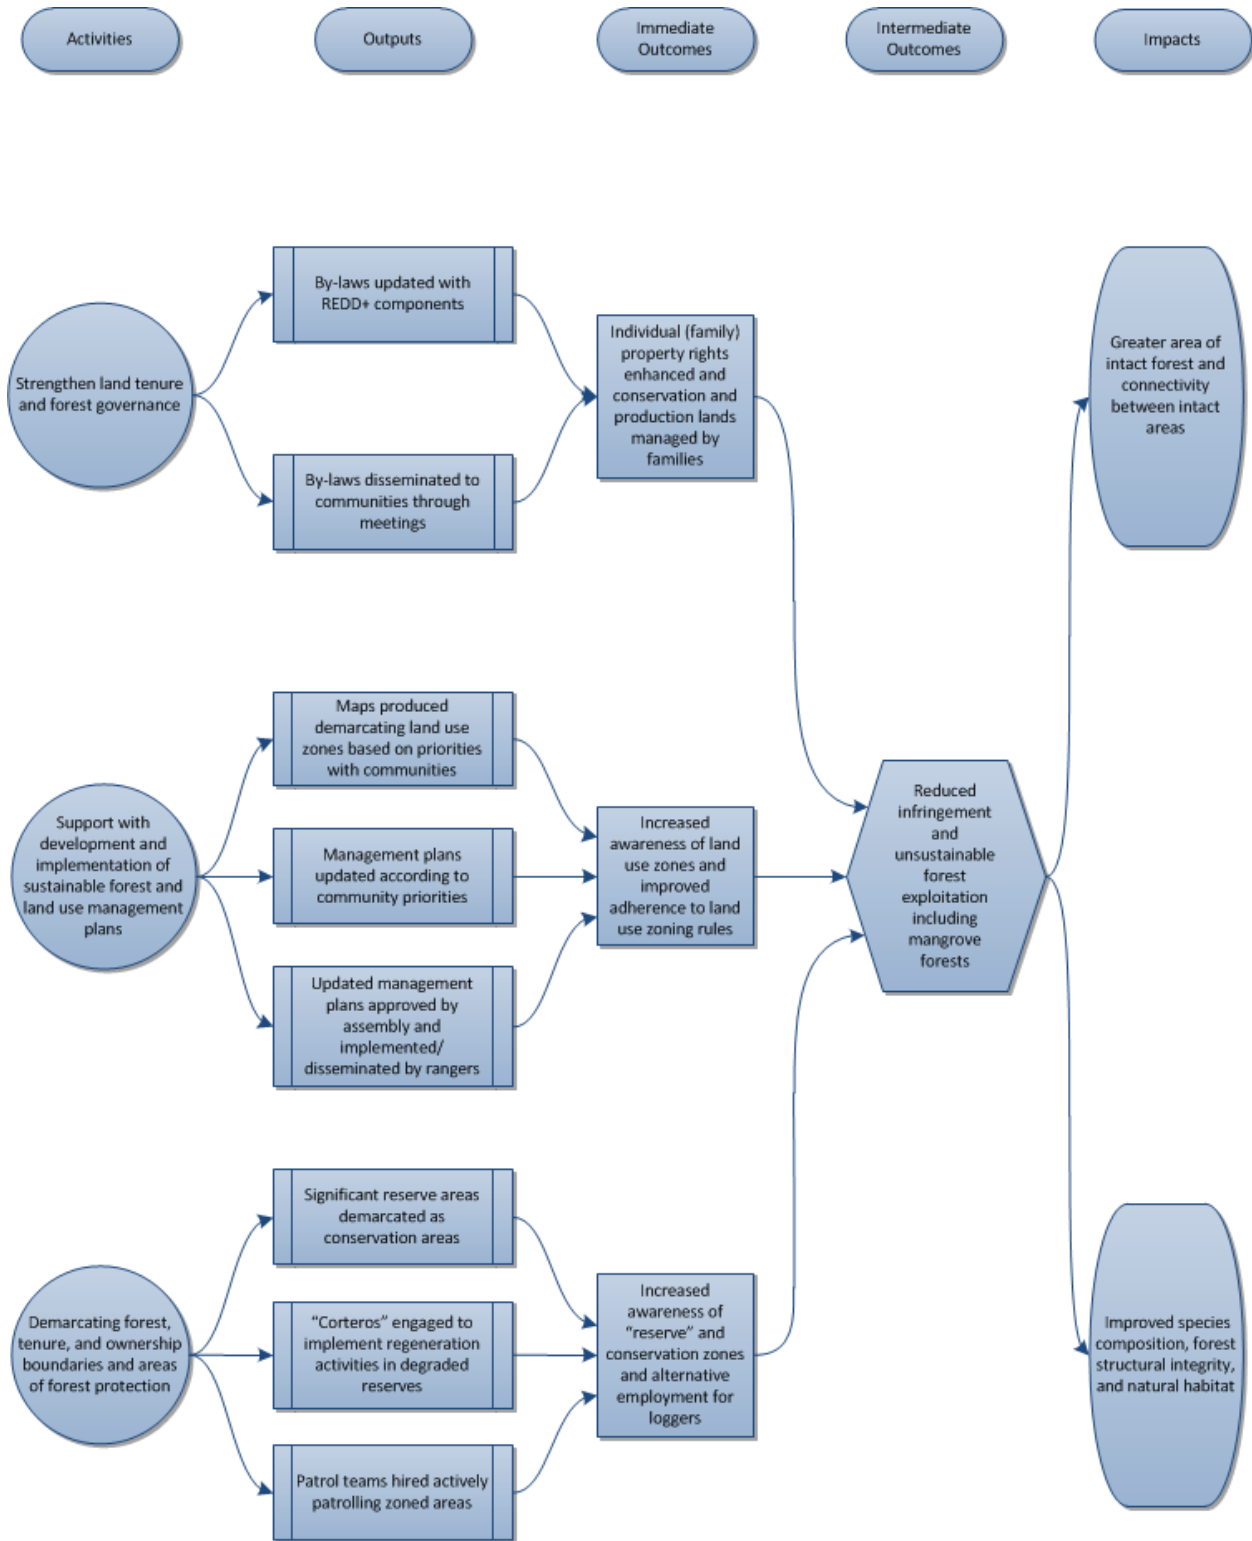 Activities
Outputs
Immediate
Outcomes
Intermediate
Outcomes
Impacts
Strengthen land tenure
and forest governance
By-laws updated with
REDD+ components
By-laws disseminated to
communities through
meetings
Individual (family)
property rights
enhanced and
conservation and
production lands
managed by
families
Greater area of
intact forest and
connectivity
between intact
areas
Support with
development and
implementation of
sustainable forest and
land use management
plans
Maps produced
demarcating land use
zones based on priorities
with communities
Management plans
updated according to
community priorities
Updated management
plans approved by
assembly and
implemented/
disseminated by rangers
Increased
awareness of land
use zones and
improved
adherence to land
use zoning rules
Reduced
infringement
and
unsustainable
forest
exploitation
including
mangrove
forests
Demarcating forest,
tenure, and ownership
boundaries and areas
of forest protection
Significant reserve areas
demarcated as
conservation areas
“Corteros” engaged to
implement regeneration
activities in degraded
reserves
Patrol teams hired actively
patrolling zoned areas
Increased
awareness of
“reserve” and
conservation zones
and alternative
employment for
loggers
Improved species
composition, forest
structural integrity,
and natural habitat